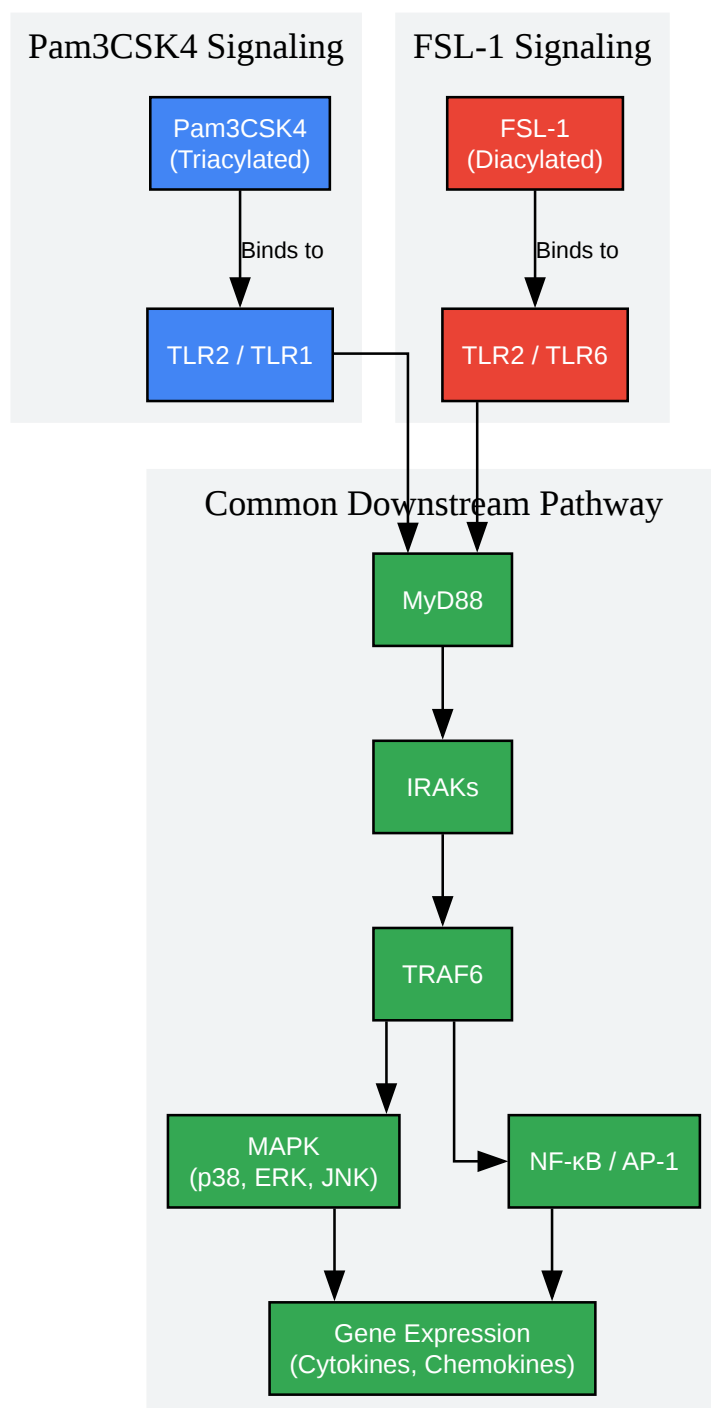 Pam3CSK4 Signaling
FSL-1 Signaling
Pam3CSK4
(Triacylated)
FSL-1
(Diacylated)
Binds to
Binds to
TLR2 / TLR1
TLR2 / TLR6
Common Downstream Pathway
MyD88
IRAKs
TRAF6
MAPK
(p38, ERK, JNK)
NF-κB / AP-1
Gene Expression
(Cytokines, Chemokines)